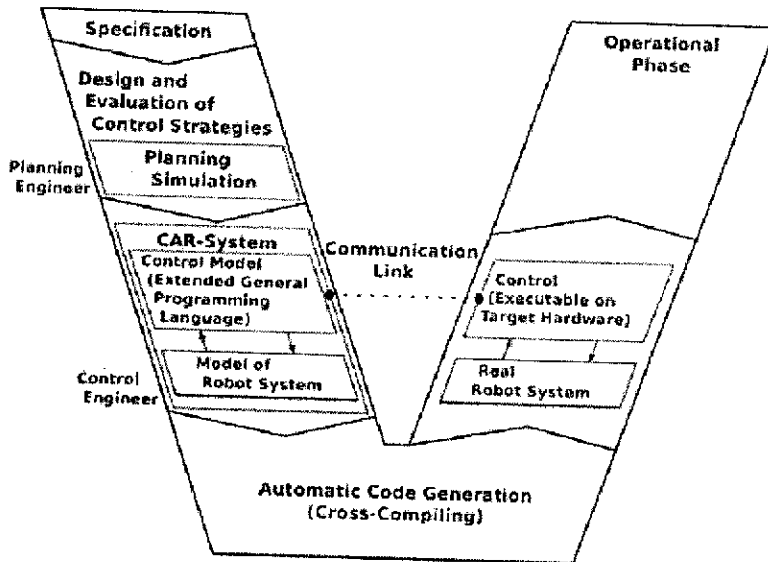 Specification
Design and
Evaluation of
Control Strategies
Planning
Simulation
Planning
Engineer
CAR-System
Control Model
(Extended General
Programming
Language)
Model of
Robot System
Control
Engineer
Communication
Link
Operational
Phase
Control
(Executable on
Target Hardware)
Real
Robot System
Automatic Code Generation
(Cross-Compiling)